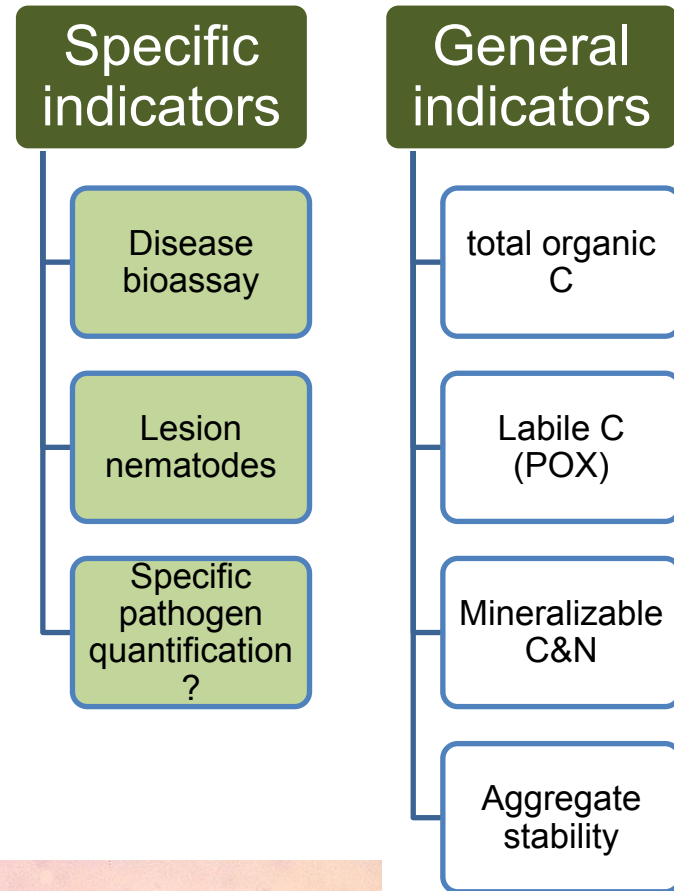 Specific
indicators
Disease
bioassay
Lesion
nematodes
Specific
pathogen
quantification
?
General
indicators
total organic
C
Labile C
(POX)
Mineralizable
C&N
Aggregate
stability